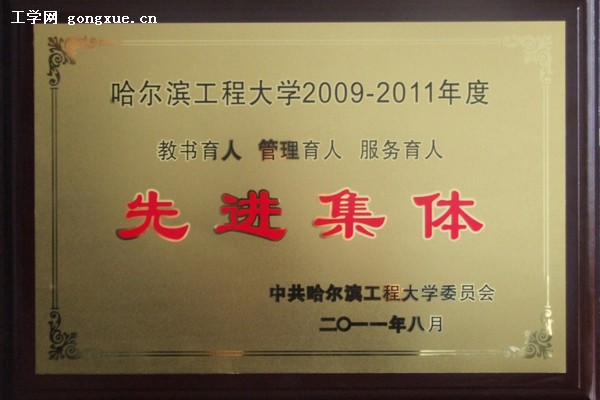 工学网 gongxue.cn
哈尔滨工程大学2009-2011年度
教书育人 管理育人 服务育人
先进集体
中共哈尔滨工程大学委员会
二〇一一年八月